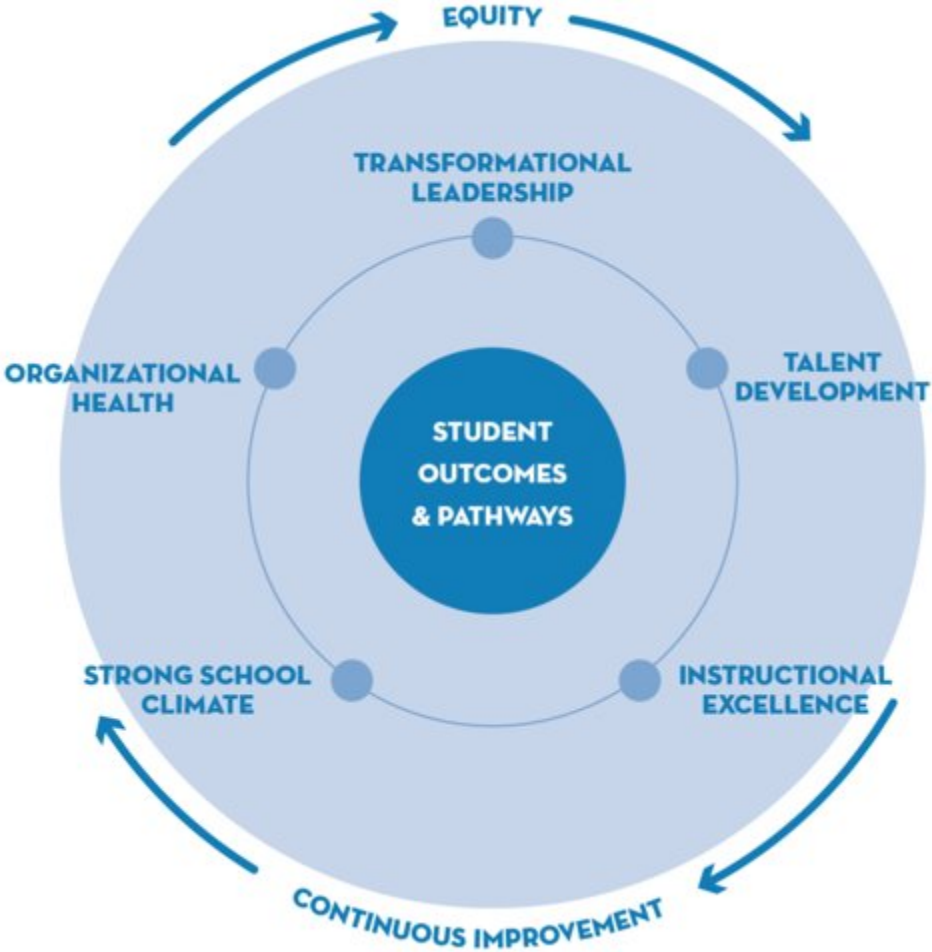 EQUITY
TRANSFORMATIONAL
LEADERSHIP
ORGANIZATIONAL
HEALTH
TALENT
DEVELOPMENT
STUDENT
OUTCOMES
& PATHWAYS
STRONG SCHOOL
CLIMATE
INSTRUCTIONAL
EXCELLENCE
CONTINUOUS IMPROVEMENT